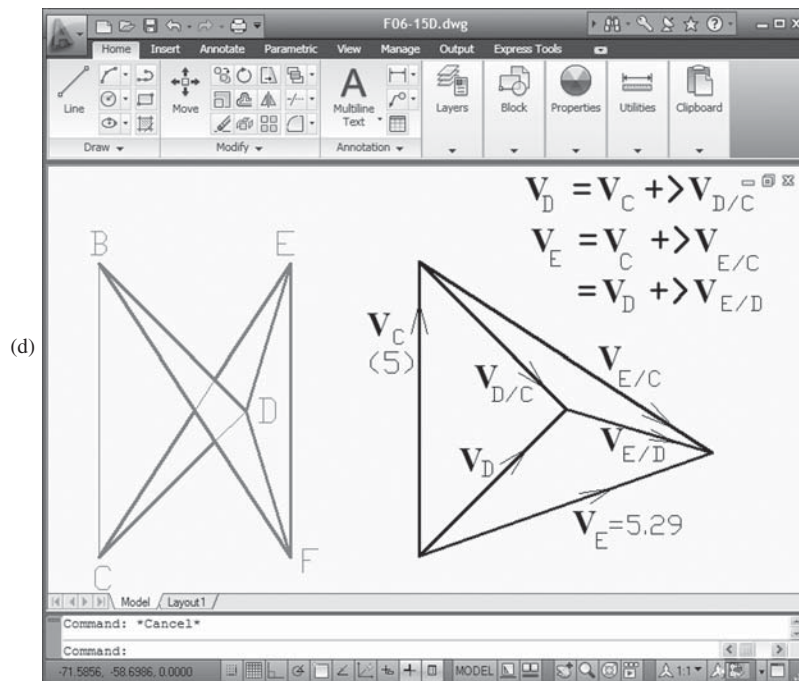 F06-15D.dwg
Home Insert Annotate Parametric View Manage Output Express Tools
Line
Move
A
Multiline
Text
Layers
Block
Properties
Utilities
Clipboard
Draw
Modify
Annotation
V_D = V_C +> V_D/C
V_E = V_C +> V_E/C
= V_D +> V_E/D
B
E
D
C
F
(d)
V_C
(5)
V_D/C
V_E/C
V_D
V_E/D
V_E=5.29
Model Layout1
Command: *Cancel*
Command:
-71.5856, -58.6986, 0.0000
MODEL
1:1